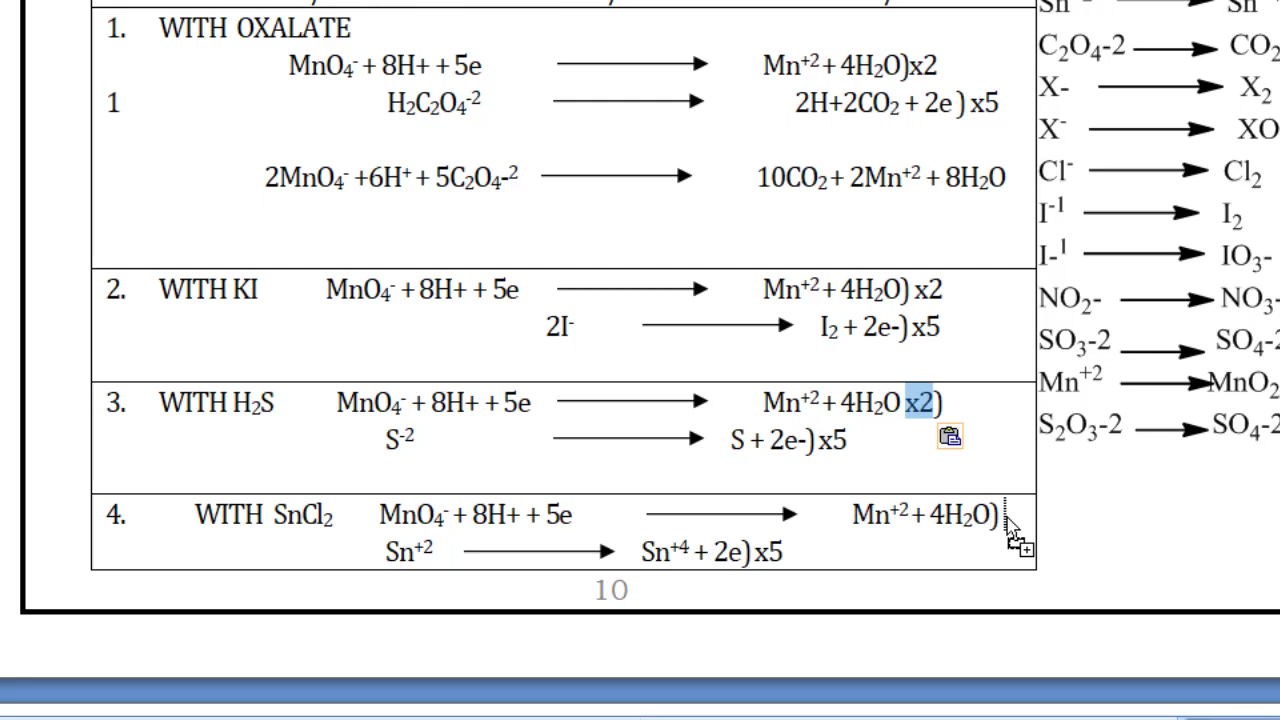 1. WITH OXALATE
MnO₄⁻ + 8H+ + 5e ⟶ Mn⁺² + 4H₂O)x2
1 H₂C₂O₄⁻² ⟶ 2H+2CO₂ + 2e ) x5
2MnO₄⁻ +6H⁺ + 5C₂O₄-² ⟶ 10CO₂ + 2Mn⁺² + 8H₂O
2. WITH KI MnO₄⁻ + 8H+ + 5e ⟶ Mn⁺² + 4H₂O) x2
2I⁻ ⟶ I₂ + 2e-) x5
3. WITH H₂S MnO₄⁻ + 8H+ + 5e ⟶ Mn⁺² + 4H₂O x2)
S⁻² ⟶ S + 2e-) x5
4. WITH SnCl₂ MnO₄⁻ + 8H+ + 5e ⟶ Mn⁺² + 4H₂O)
Sn⁺² ⟶ Sn⁺⁴ + 2e) x5
10
C₂O₄-2 ⟶ CO₂
X- ⟶ X₂
X⁻ ⟶ XO
Cl⁻ ⟶ Cl₂
I⁻¹ ⟶ I₂
I-¹ ⟶ IO₃-
NO₂- ⟶ NO₃-
SO₃-2 ⟶ SO₄-2
Mn⁺² ⟶ MnO₂
S₂O₃-2 ⟶ SO₄-2